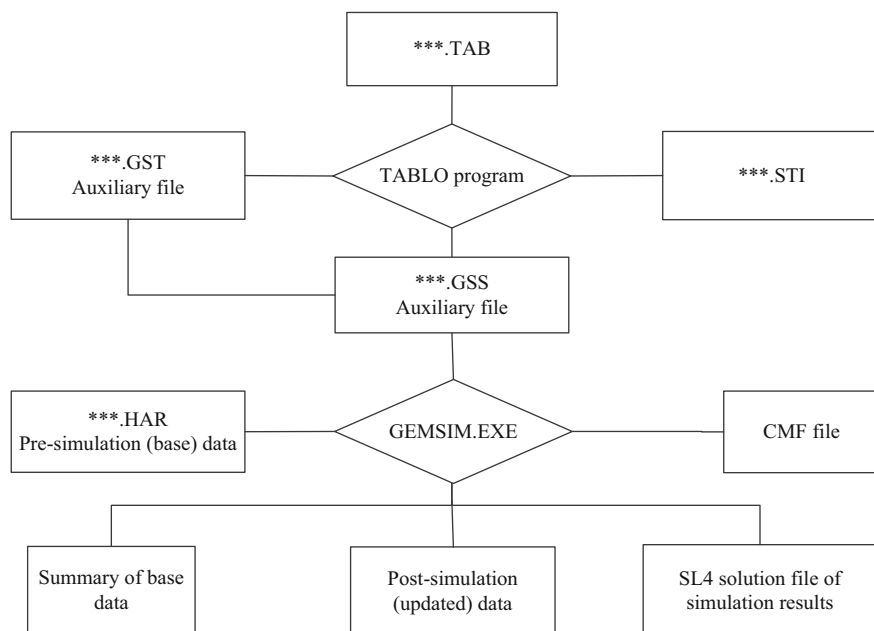 ***.TAB
***.GST
Auxiliary file
TABLO program
***.STI
***.GSS
Auxiliary file
***.HAR
Pre-simulation (base) data
GEMSIM.EXE
CMF file
Summary of base
data
Post-simulation
(updated) data
SL4 solution file of
simulation results